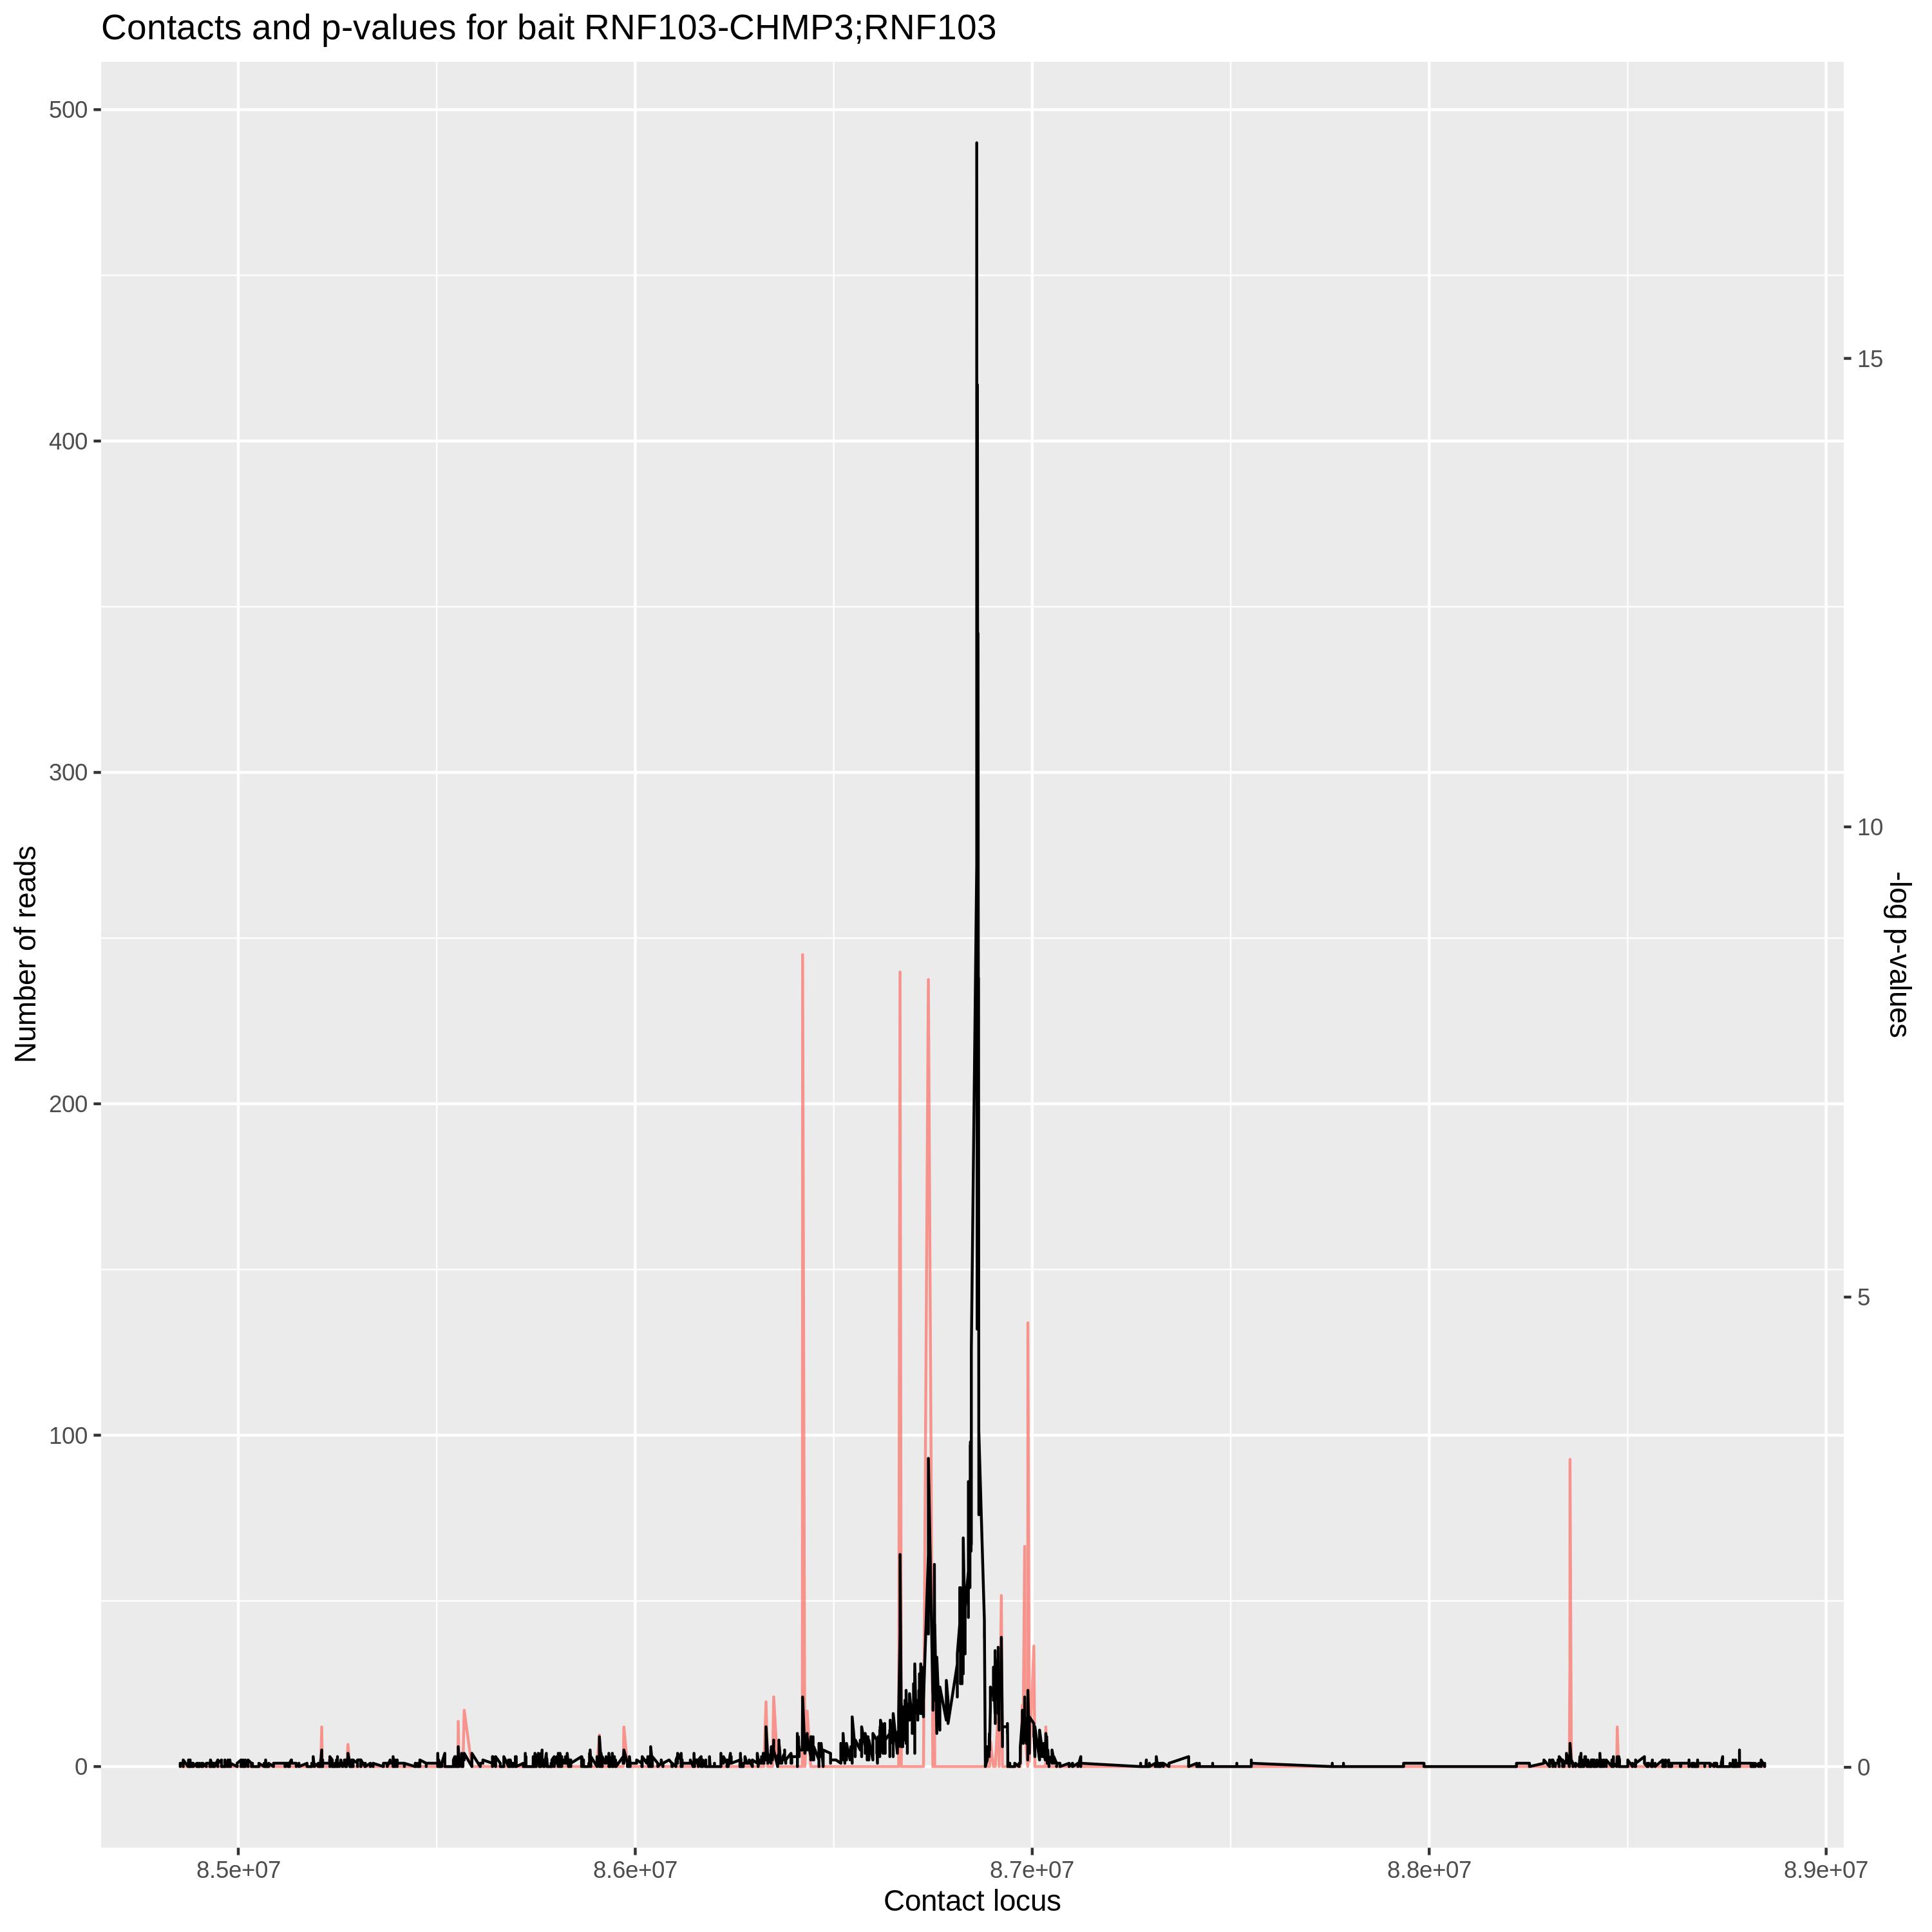 Contacts and p-values for bait RNF103-CHMP3;RNF103
500
400
300
200
100
0
Number of reads
15
10
5
0
-log p-values
8.5e+07
8.6e+07
8.7e+07
8.8e+07
8.9e+07
Contact locus